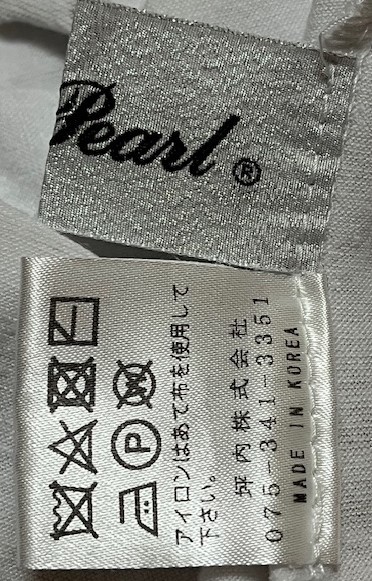 Pearl®
P W
アイロンはあて布を使用して
下さい。
坪内株式会社
075-341-3351
MADE IN KOREA